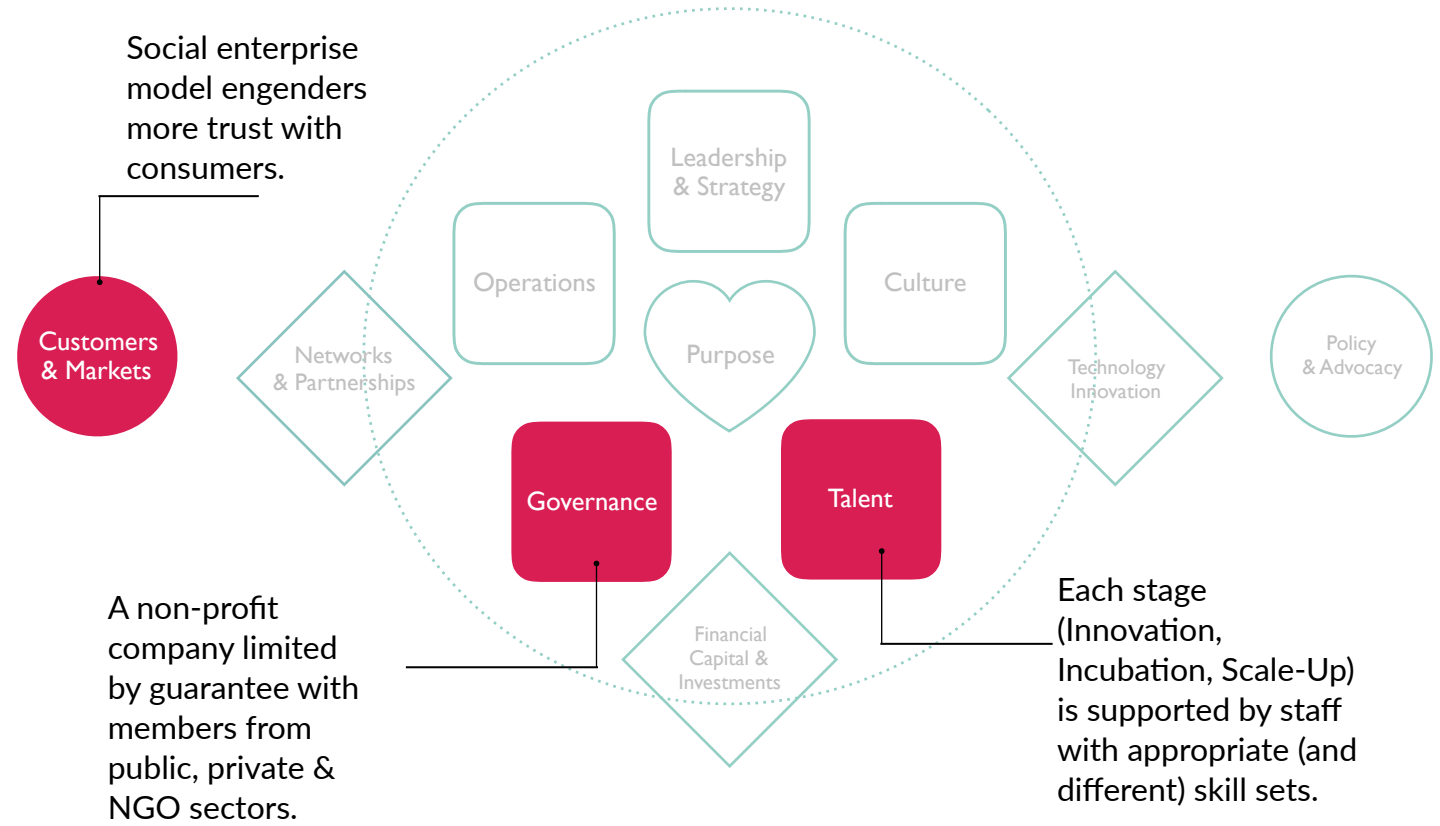 Social enterprise
model engenders
more trust with
consumers.
Leadership
& Strategy
Operations
Culture
Customers
& Markets
Networks
& Partnerships
Purpose
Technology
Innovation
Policy
& Advocacy
Governance
Talent
A non-profit
company limited
by guarantee with
members from
public, private &
NGO sectors.
Financial
Capital &
Investments
Each stage
(Innovation,
Incubation, Scale-Up)
is supported by staff
with appropriate (and
different) skill sets.